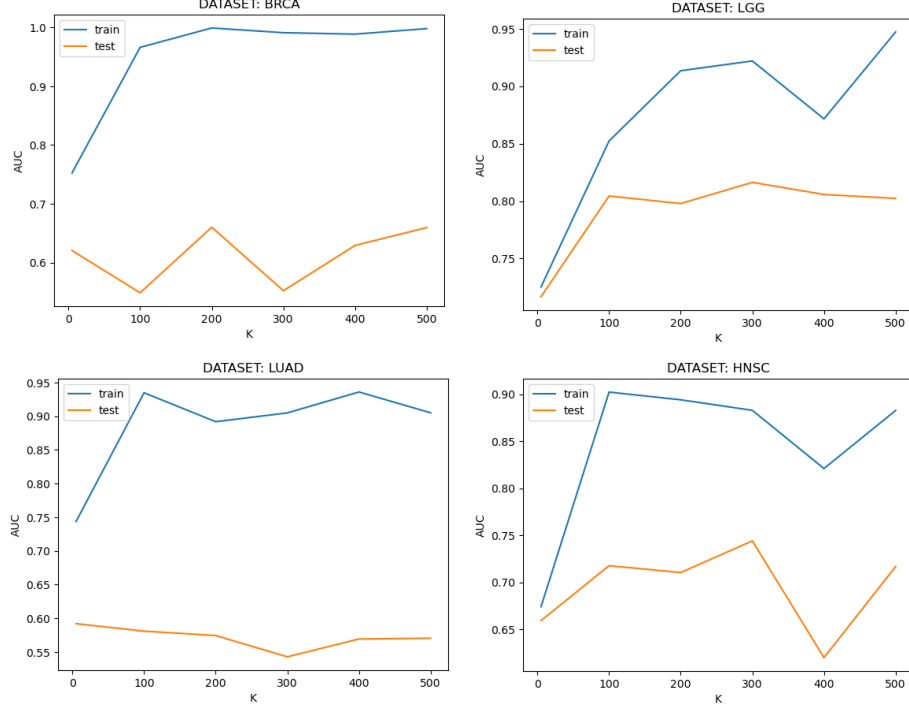 DATASET: BRCA
train
test
1.0
0.9
0.8
0.7
0.6
AUC
0 100 200 300 400 500
K
DATASET: LGG
train
test
0.95
0.90
0.85
0.80
0.75
AUC
0 100 200 300 400 500
K
DATASET: LUAD
train
test
0.95
0.90
0.85
0.80
0.75
0.70
0.65
0.60
0.55
AUC
0 100 200 300 400 500
K
DATASET: HNSC
train
test
0.90
0.85
0.80
0.75
0.70
0.65
AUC
0 100 200 300 400 500
K